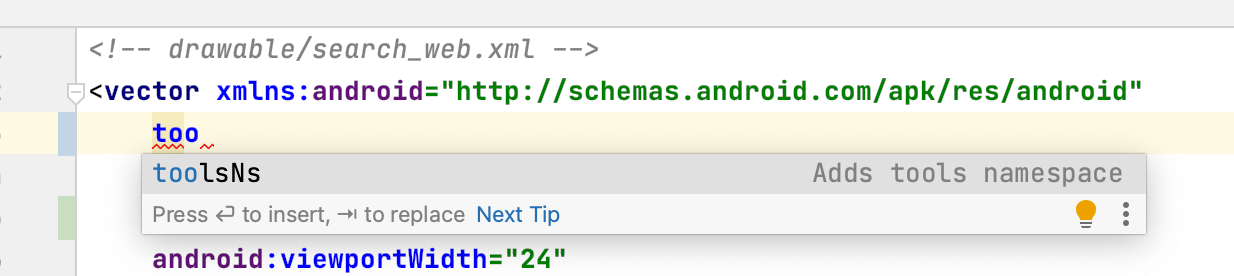 <!-- drawable/search_web.xml -->
<vector xmlns:android="http://schemas.android.com/apk/res/android"
too
toolsNs Adds tools namespace
Press ⏎ to insert, ⇥ to replace Next Tip
android:viewportWidth="24"